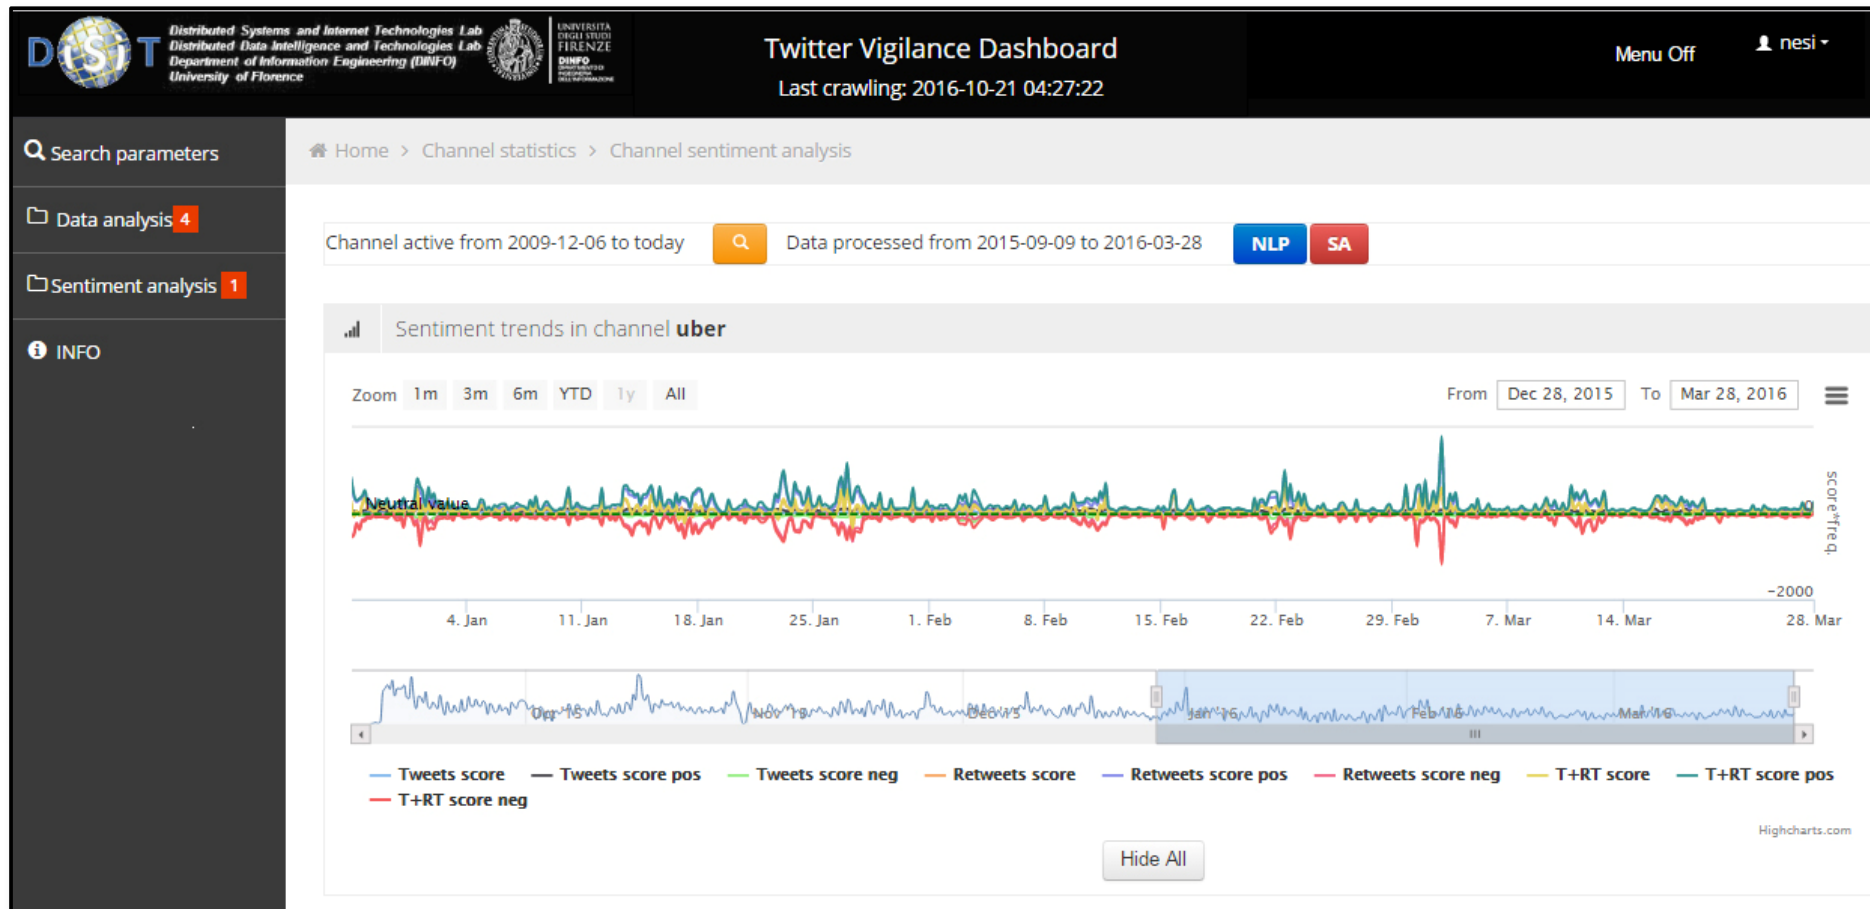 DISIT
Distributed Systems and Internet Technologies Lab
Distributed Data Intelligence and Technologies Lab
Department of Information Engineering (DINFO)
University of Florence
UNIVERSITÀ
DEGLI STUDI
FIRENZE
DINFO
Twitter Vigilance Dashboard
Last crawling: 2016-10-21 04:27:22
Menu Off
nesi
Search parameters
Data analysis 4
Sentiment analysis 1
INFO
Home > Channel statistics > Channel sentiment analysis
Channel active from 2009-12-06 to today
Data processed from 2015-09-09 to 2016-03-28
NLP SA
Sentiment trends in channel uber
Zoom 1m 3m 6m YTD 1y All
From Dec 28, 2015 To Mar 28, 2016
Neutral value
0
score*freq.
-2000
4. Jan 11. Jan 18. Jan 25. Jan 1. Feb 8. Feb 15. Feb 22. Feb 29. Feb 7. Mar 14. Mar 28. Mar
Nov '15 Dec '15 Jan '16 Feb '16 Mar '16
Tweets score Tweets score pos Tweets score neg Retweets score Retweets score pos Retweets score neg T+RT score T+RT score pos
T+RT score neg
Highcharts.com
Hide All